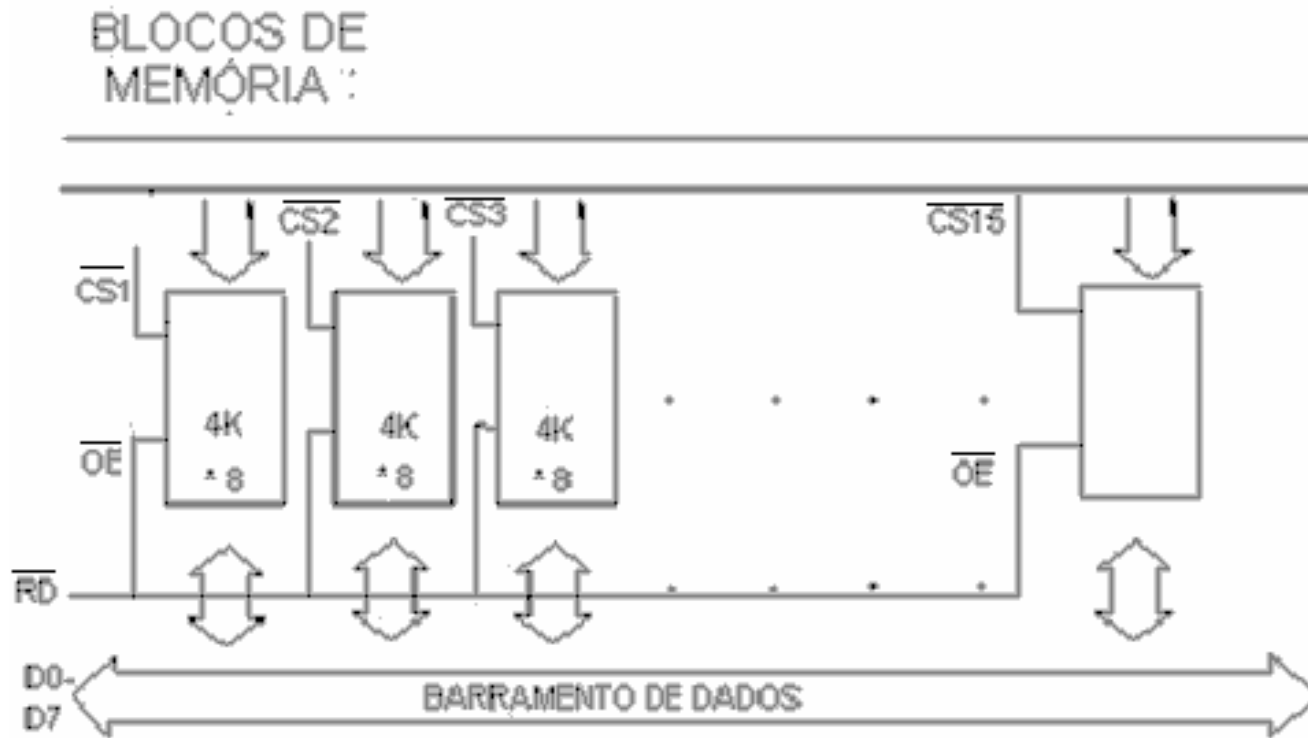 BLOCOS DE
MEMÓRIA :
CS1
CS2
CS3
CS15
4K
* 8
4K
* 8
4K
* 8
OE
OE
RD
D0-
D7
BARRAMENTO DE DADOS